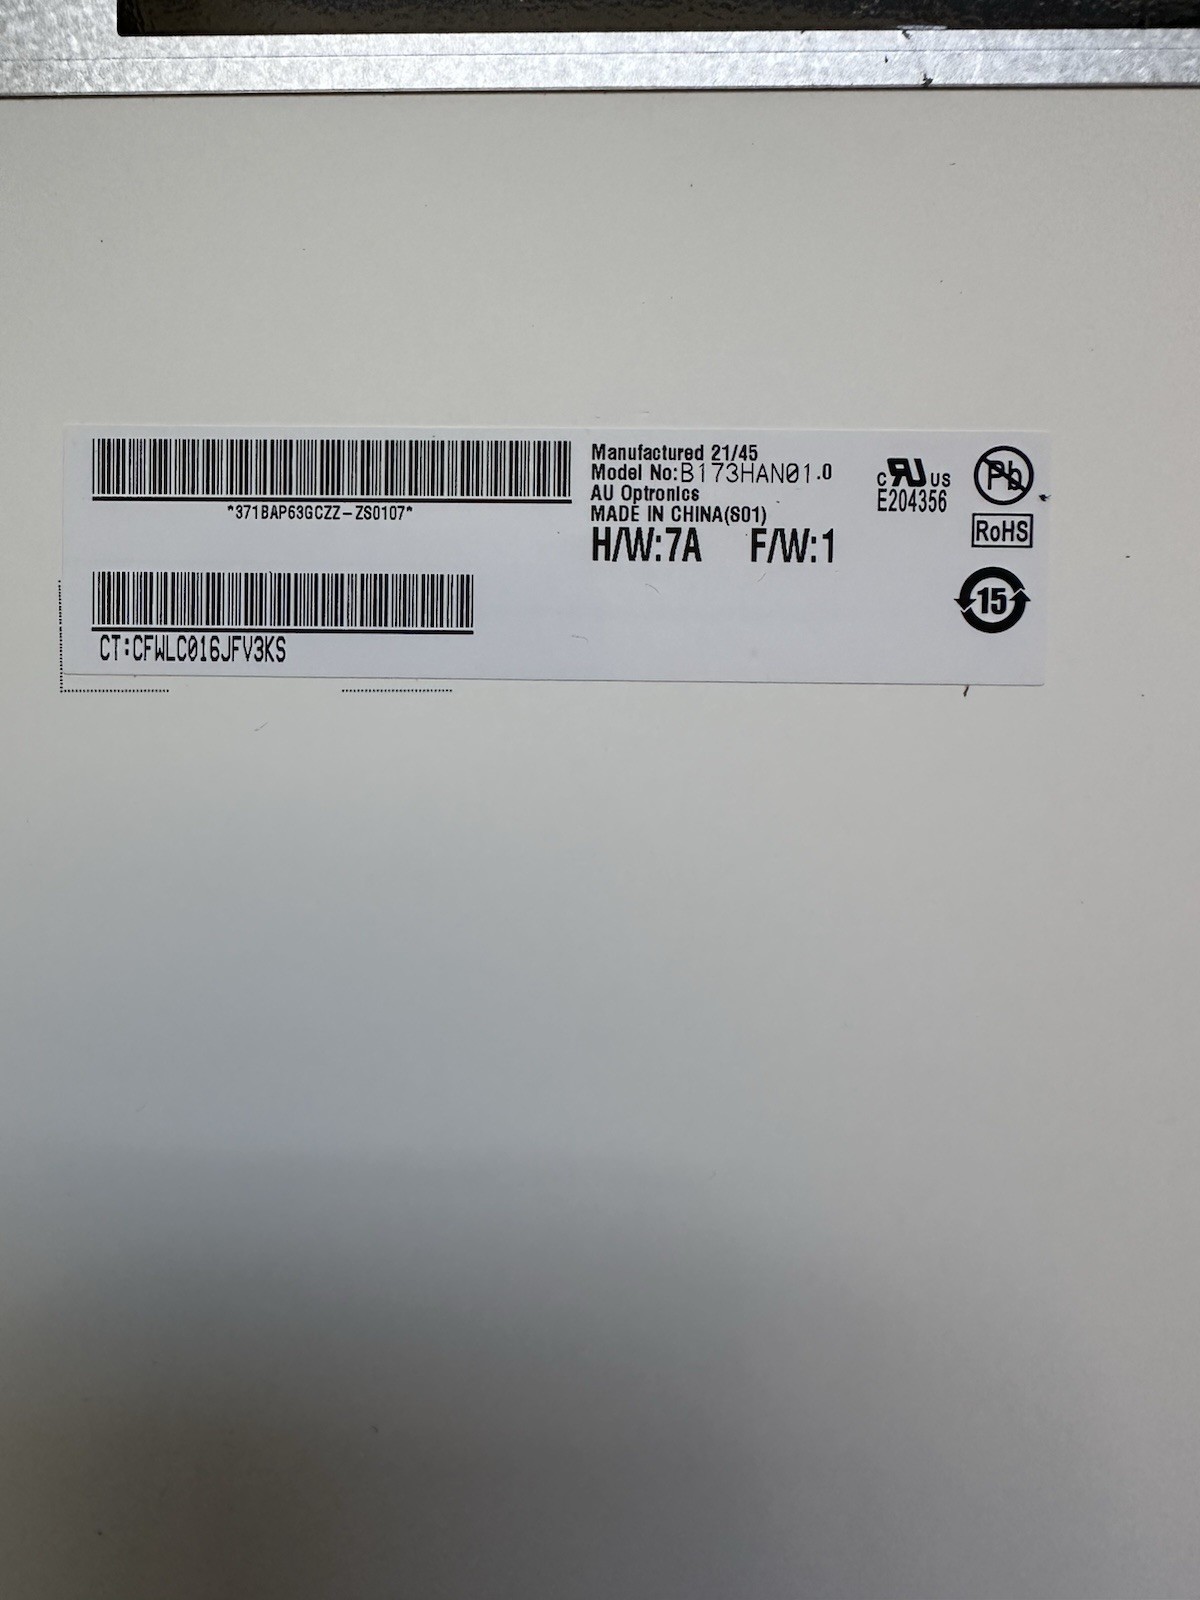 *371BAP63GCZZ-ZS0107*
CT:CFWLC016JFV3KS
Manufactured 21/45
Model No:B173HAN01.0
AU Optronics
MADE IN CHINA(S01)
H/W:7A F/W:1
c RU US
E204356
Pb
RoHS
15